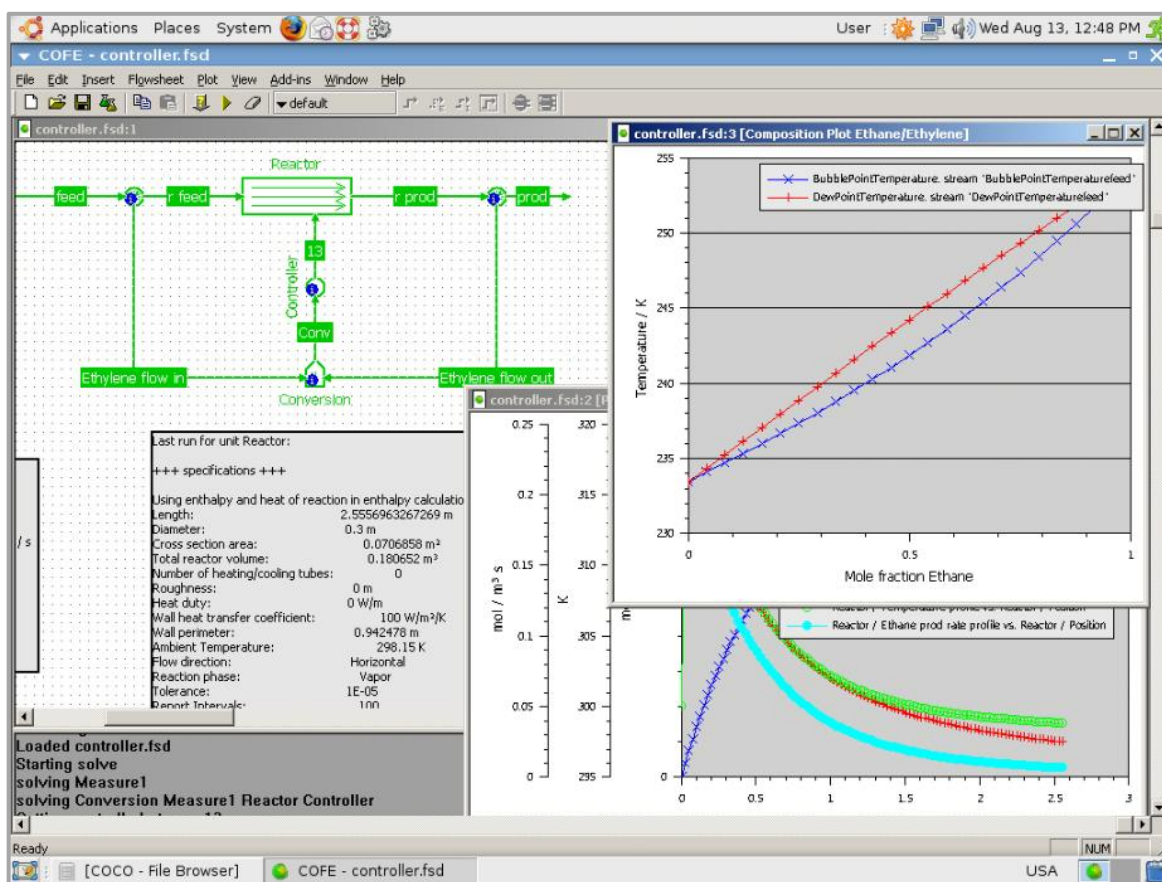 Applications Places System User Wed Aug 13, 12:48 PM
COFE - controller.fsd
File Edit Insert Flowsheet Plot View Add-ins Window Help
default
controller.fsd:1
Reactor
feed r feed r prod prod
13
Controller
Conv
Ethylene flow in Ethylene flow out
Conversion
/ s
Last run for unit Reactor:
+++ specifications +++
Using enthalpy and heat of reaction in enthalpy calculatio
Length: 2.5556963267269 m
Diameter: 0.3 m
Cross section area: 0.0706858 m²
Total reactor volume: 0.180652 m³
Number of heating/cooling tubes: 0
Roughness: 0 m
Heat duty: 0 W/m
Wall heat transfer coefficient: 100 W/m²/K
Wall perimeter: 0.942478 m
Ambient Temperature: 298.15 K
Flow direction: Horizontal
Reaction phase: Vapor
Tolerance: 1E-05
Report Intervals: 100
controller.fsd:3 [Composition Plot Ethane/Ethylene]
BubblePointTemperature. stream 'BubblePointTemperaturefeed'
DewPointTemperature. stream 'DewPointTemperaturefeed'
255
250
245
240
235
230
Temperature / K
0 0.5 1
Mole fraction Ethane
controller.fsd:2 [P
0.25 320
0.2 315
0.15 310
0.1 305
0.05 300
0 295 0
mol / m³ s
K
Reactor / Temperature profile vs. Reactor / Position
Reactor / Ethane prod rate profile vs. Reactor / Position
0 0.5 1 1.5 2 2.5 3
Loaded controller.fsd
Starting solve
solving Measure1
solving Conversion Measure1 Reactor Controller
Ready NUM
[COCO - File Browser] COFE - controller.fsd USA